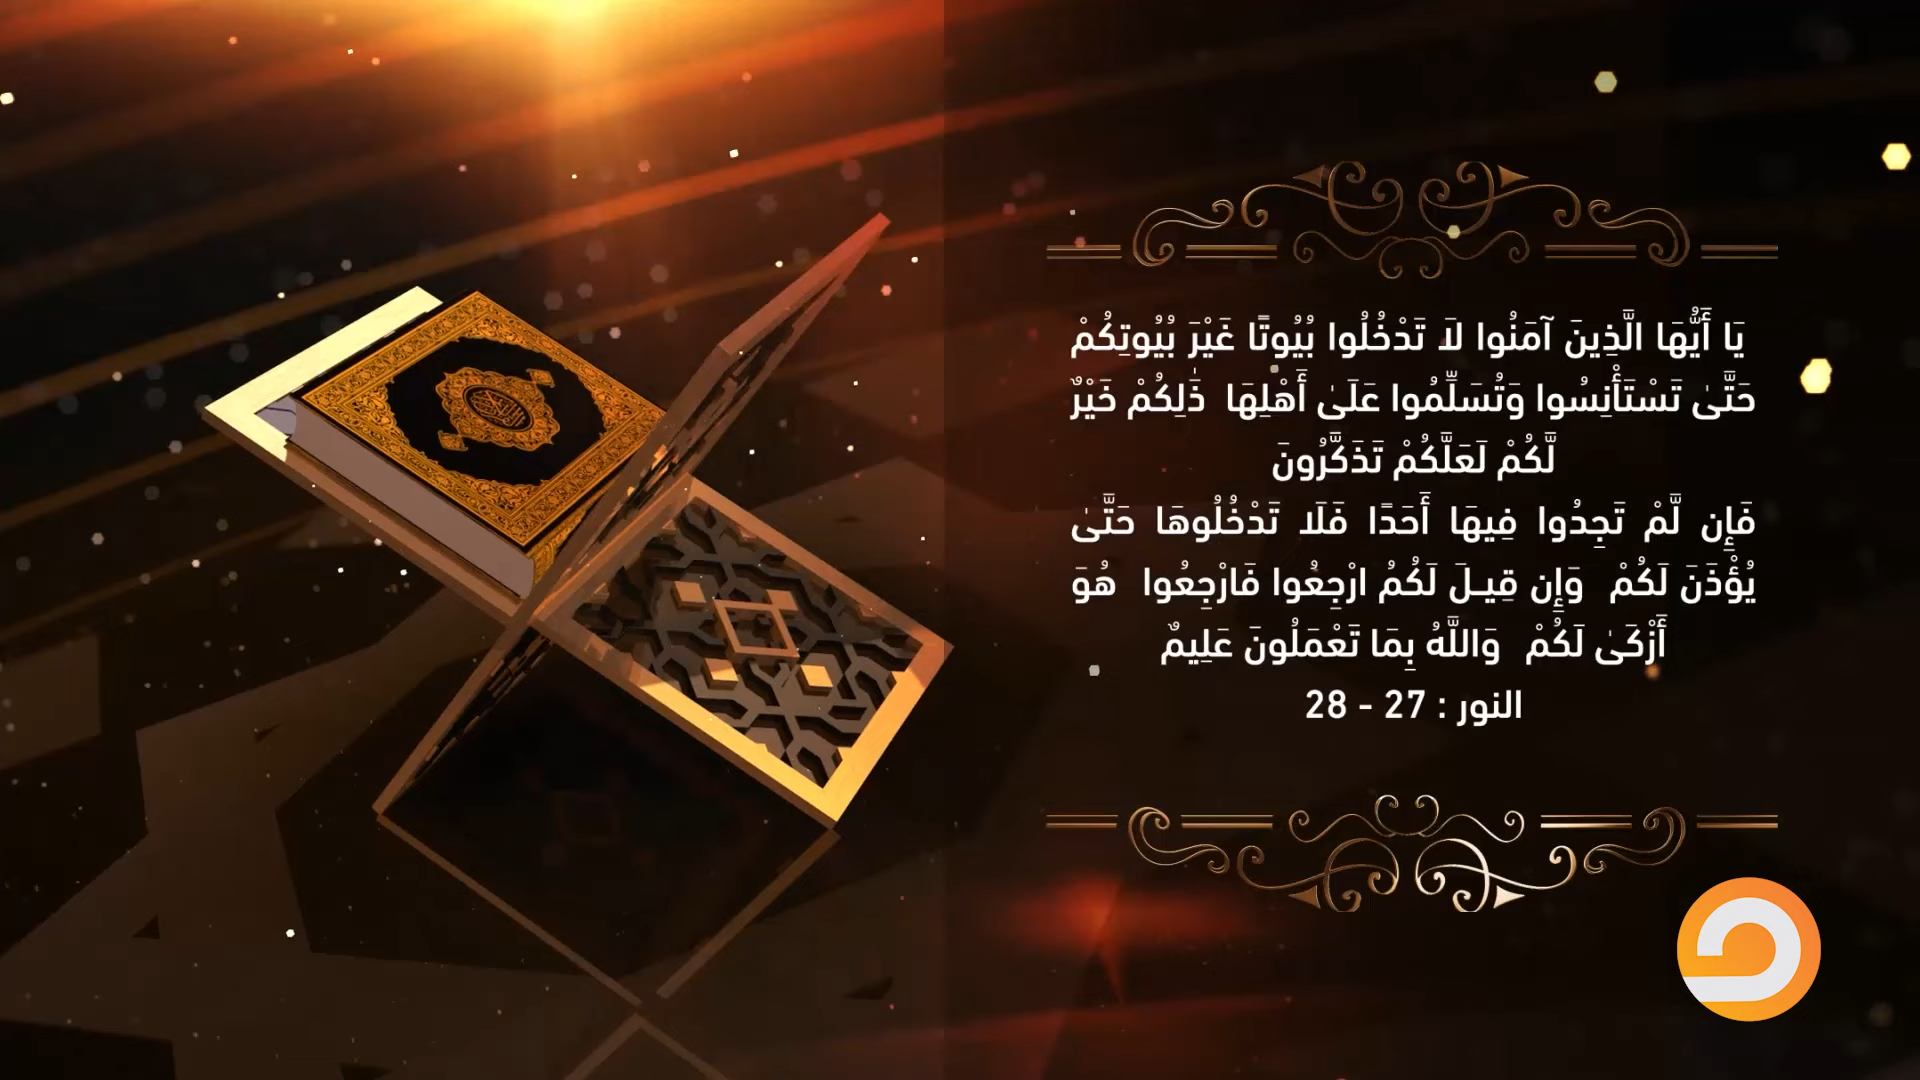 يَا أَيُّهَا الَّذِينَ آمَنُوا لاَ تَدْخُلُوا بُيُوتًا غَيْرَ بُيُوتِكُمْ
حَتَّىٰ تَسْتَأْنِسُوا وَتُسَلِّمُوا عَلَىٰ أَهْلِهَا ذَٰلِكُمْ خَيْرٌ
لَّكُمْ لَعَلَّكُمْ تَذَكَّرُونَ
فَإِن لَّمْ تَجِدُوا فِيهَا أَحَدًا فَلَا تَدْخُلُوهَا حَتَّىٰ
يُؤْذَنَ لَكُمْ وَإِن قِيلَ لَكُمُ ارْجِعُوا فَارْجِعُوا هُوَ
أَزْكَىٰ لَكُمْ وَاللَّهُ بِمَا تَعْمَلُونَ عَلِيمٌ
النور : 27 - 28